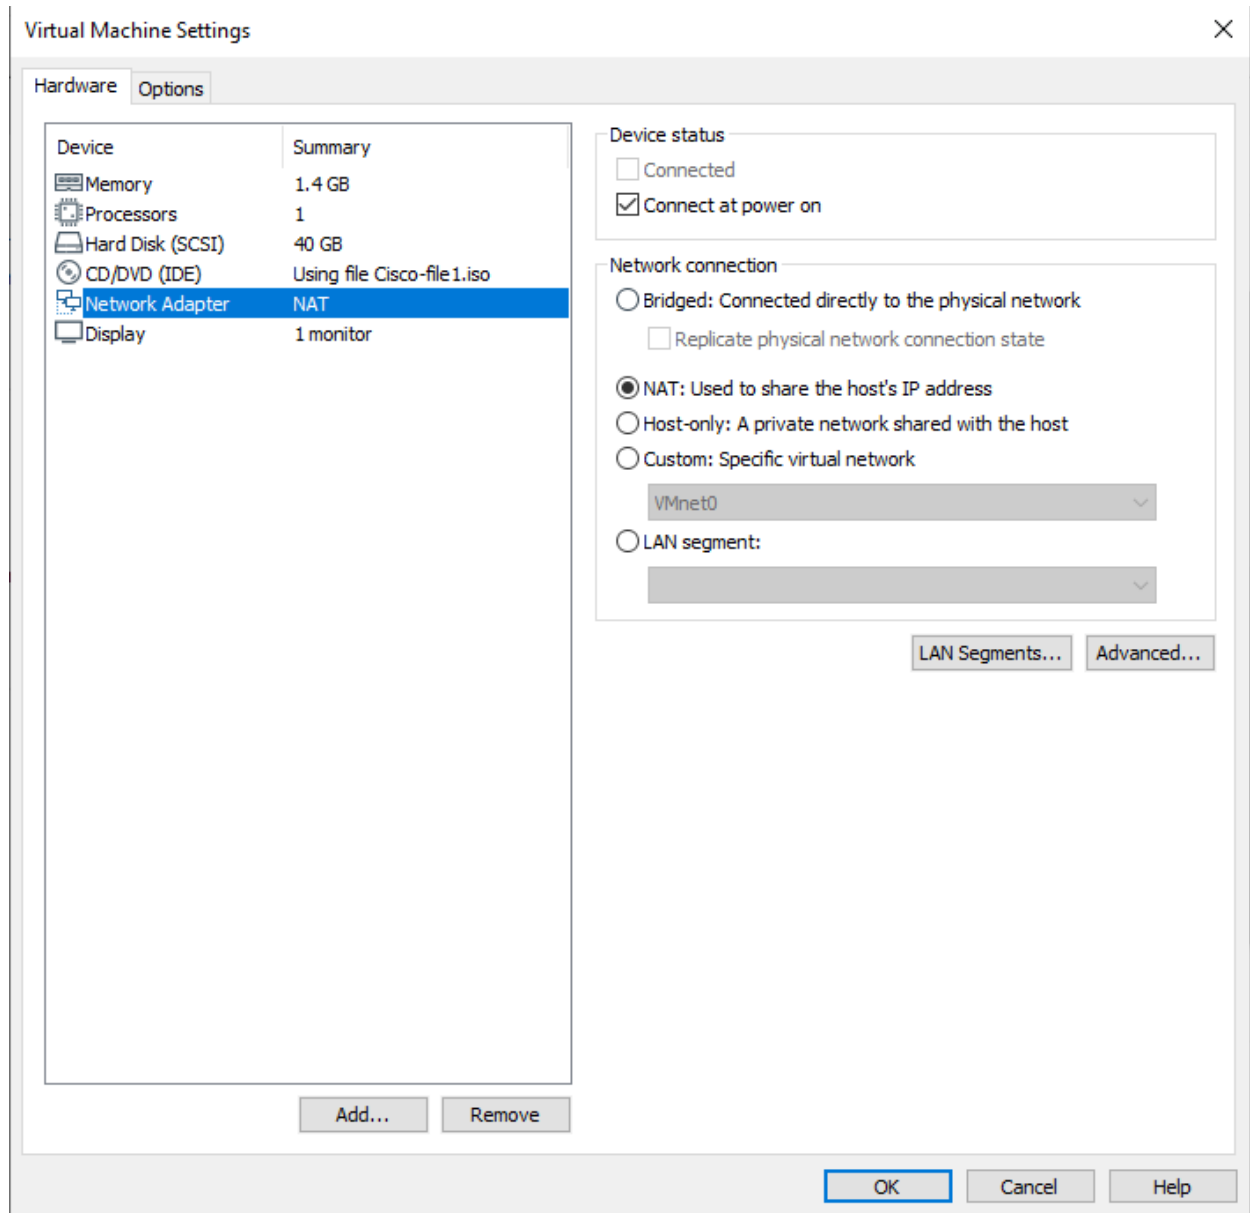 Virtual Machine Settings
Hardware
Options
Device Summary
Memory 1.4 GB
Processors 1
Hard Disk (SCSI) 40 GB
CD/DVD (IDE) Using file Cisco-file1.iso
Network Adapter NAT
Display 1 monitor
Add...
Remove
Device status
Connected
Connect at power on
Network connection
Bridged: Connected directly to the physical network
Replicate physical network connection state
NAT: Used to share the host's IP address
Host-only: A private network shared with the host
Custom: Specific virtual network
VMnet0
LAN segment:
LAN Segments...
Advanced...
OK
Cancel
Help